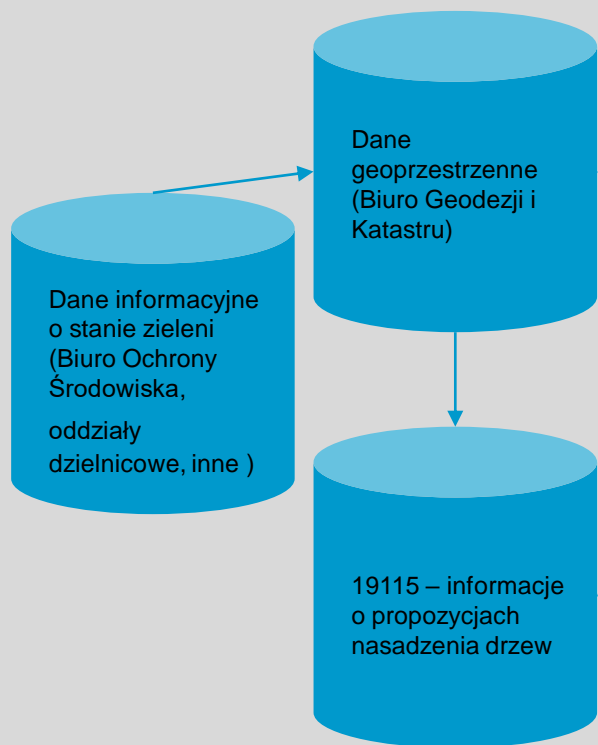 Dane
geoprzestrzenne
(Biuro Geodezji i
Katastru)
Dane informacyjne
o stanie zieleni
(Biuro Ochrony
Środowiska,
oddziały
dzielnicowe, inne )
19115 – informacje
o propozycjach
nasadzenia drzew